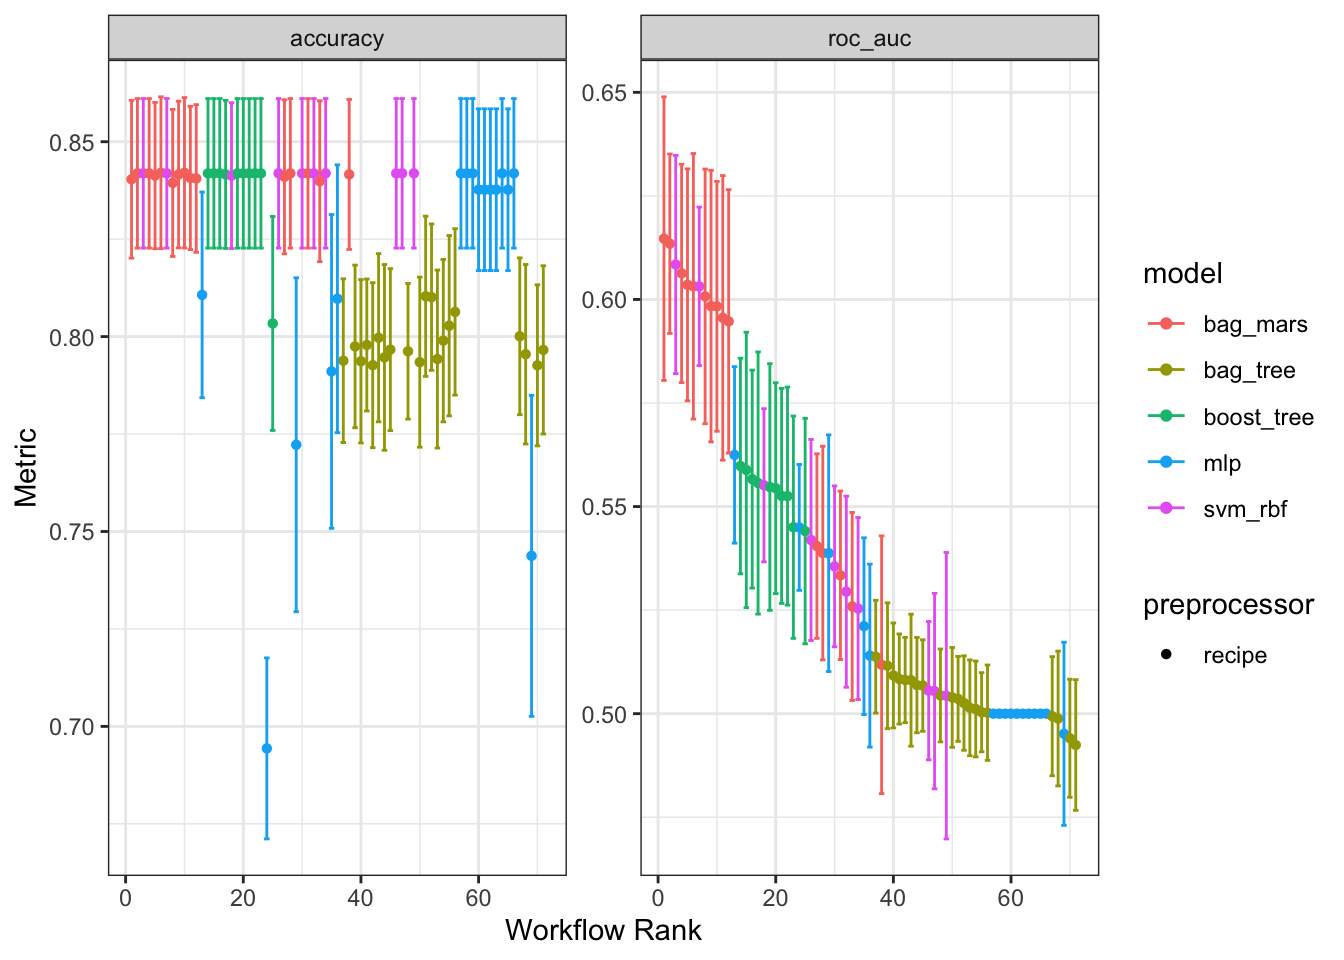 accuracy
roc_auc
0.85
0.80
0.75
0.70
0.65
0.60
0.55
0.50
0 20 40 60
0 20 40 60
Metric
Workflow Rank
model
bag_mars
bag_tree
boost_tree
mlp
svm_rbf
preprocessor
recipe